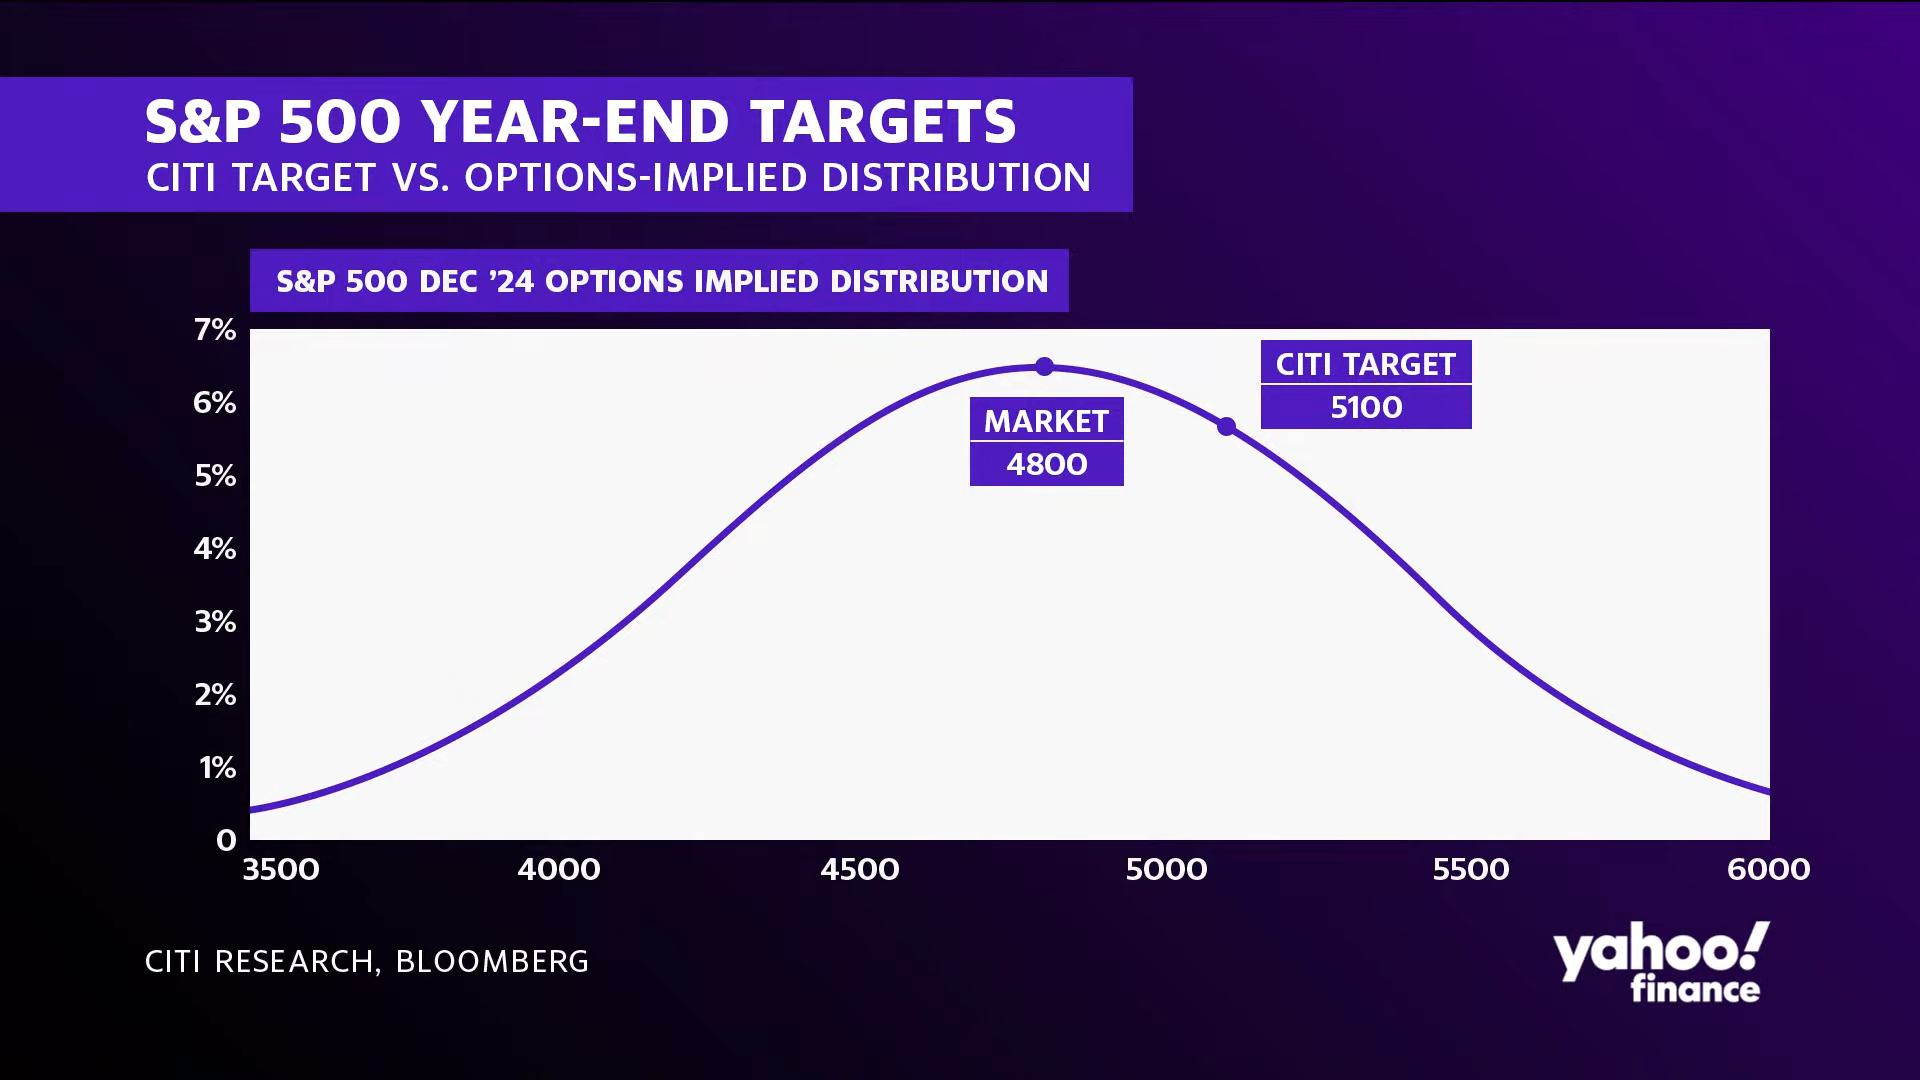 S&P 500 YEAR-END TARGETS
CITI TARGET VS. OPTIONS-IMPLIED DISTRIBUTION
S&P 500 DEC ’24 OPTIONS IMPLIED DISTRIBUTION
7%
6%
5%
4%
3%
2%
1%
0
CITI TARGET
5100
MARKET
4800
3500 4000 4500 5000 5500 6000
CITI RESEARCH, BLOOMBERG
yahoo!
finance